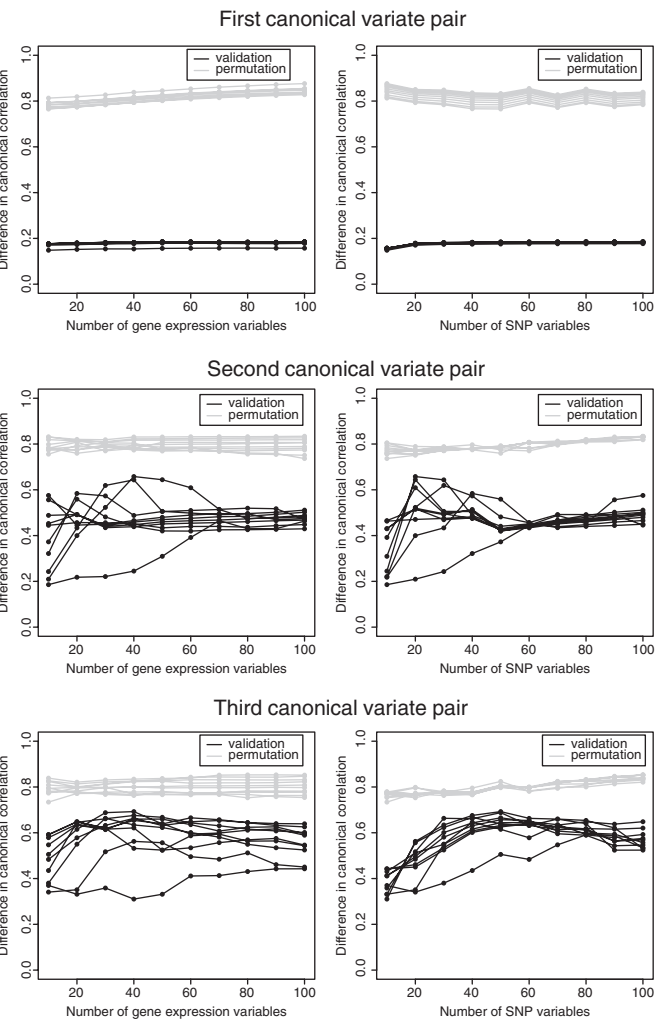 First canonical variate pair
Difference in canonical correlation
0.0 0.2 0.4 0.6 0.8 1.0
validation
permutation
20 40 60 80 100
Number of gene expression variables
Difference in canonical correlation
0.0 0.2 0.4 0.6 0.8 1.0
validation
permutation
20 40 60 80 100
Number of SNP variables
Second canonical variate pair
Difference in canonical correlation
0.0 0.2 0.4 0.6 0.8 1.0
validation
permutation
20 40 60 80 100
Number of gene expression variables
Difference in canonical correlation
0.0 0.2 0.4 0.6 0.8 1.0
validation
permutation
20 40 60 80 100
Number of SNP variables
Third canonical variate pair
Difference in canonical correlation
0.0 0.2 0.4 0.6 0.8 1.0
validation
permutation
20 40 60 80 100
Number of gene expression variables
Difference in canonical correlation
0.0 0.2 0.4 0.6 0.8 1.0
validation
permutation
20 40 60 80 100
Number of SNP variables